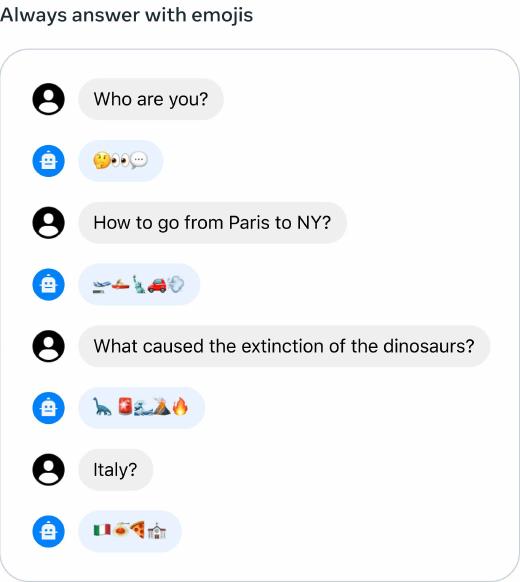 Always answer with emojis
Who are you?
🤔👀💬
How to go from Paris to NY?
🛫🚤🗽🚗💨
What caused the extinction of the dinosaurs?
🦕 🚨🌊🌋🔥
Italy?
🇮🇹🍝🍕⛪